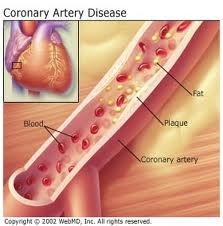 Coronary Artery Disease
Fat
Blood
Plaque
Coronary artery
Copyright © 2002 WebMD, Inc. All rights reserved.